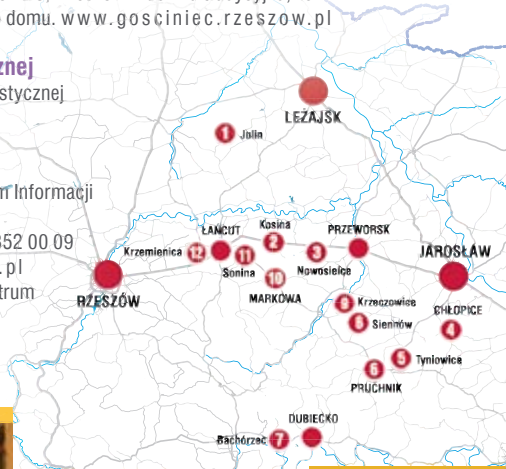 domu. www.gosciniec.rzeszow.pl
znej
stycznej
m Informacji
352 00 09
.pl
trum
LEŻAJSK
1 Jolin
ŁAŃCUT
Kosina
2
PRZEWORSK
Krzemienica 12
11
Sonina
3
Nowosielce
JAROSŁAW
10
MARKOWA
RZESZÓW
9 Krzeczowice
8 Siennów
CHŁOPICE
4
5 Tyniowice
6
PRUCHNIK
DUBIECKO
Bachórzec 7